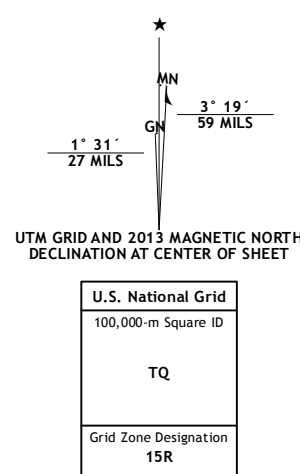 ★
MN
3° 19´
59 MILS
GN
1° 31´
27 MILS
UTM GRID AND 2013 MAGNETIC NORTH
DECLINATION AT CENTER OF SHEET
U.S. National Grid
100,000-m Square ID
TQ
Grid Zone Designation
15R